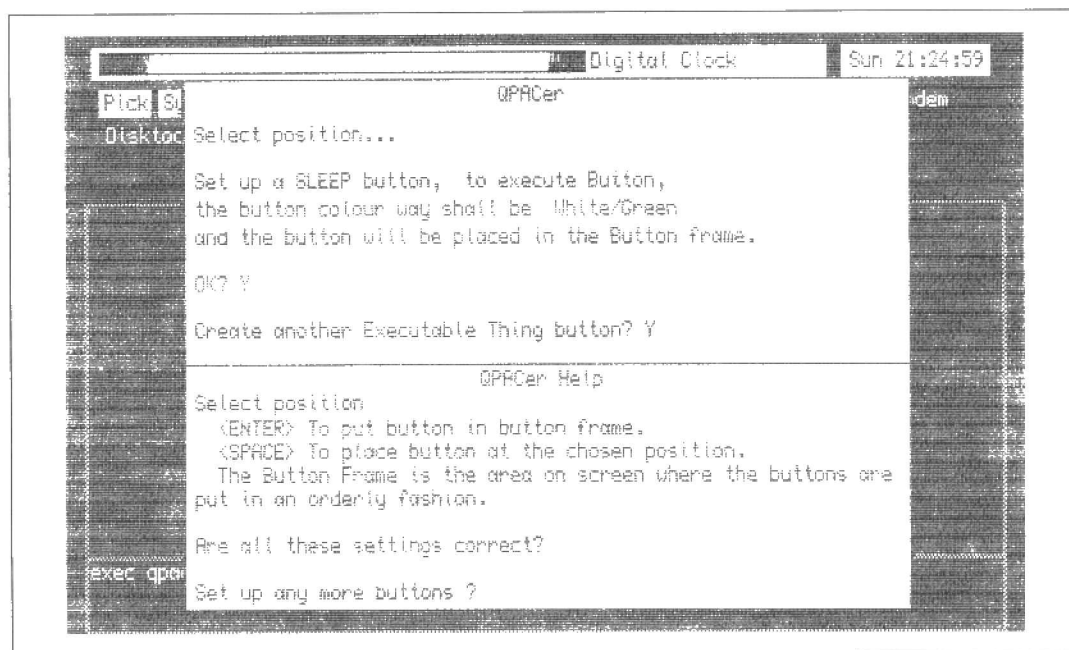 Digital Clock
Sun 21:24:59
QPACer
Pick
dem
Select position...
Set up a SLEEP button, to execute Button,
the button colour way shall be White/Green
and the button will be placed in the Button frame.
OK? Y
Create another Executable Thing button? Y
QPACer Help
Select position
<ENTER> To put button in button frame.
<SPACE> To place button at the chosen position.
The Button Frame is the area on screen where the buttons are
put in an orderly fashion.
Are all these settings correct?
exec qpac
Set up any more buttons ?